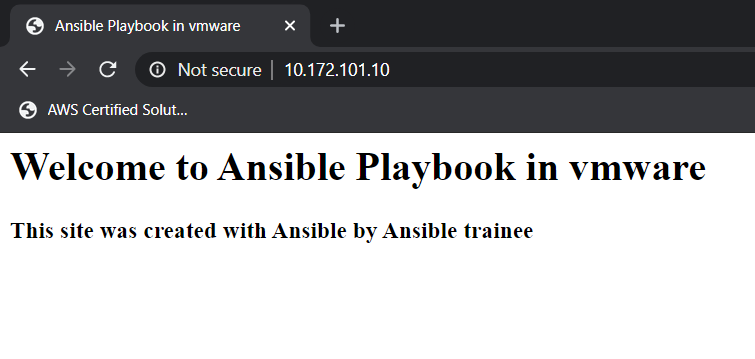 Ansible Playbook in vmware
Not secure | 10.172.101.10
AWS Certified Solut...
Welcome to Ansible Playbook in vmware
This site was created with Ansible by Ansible trainee